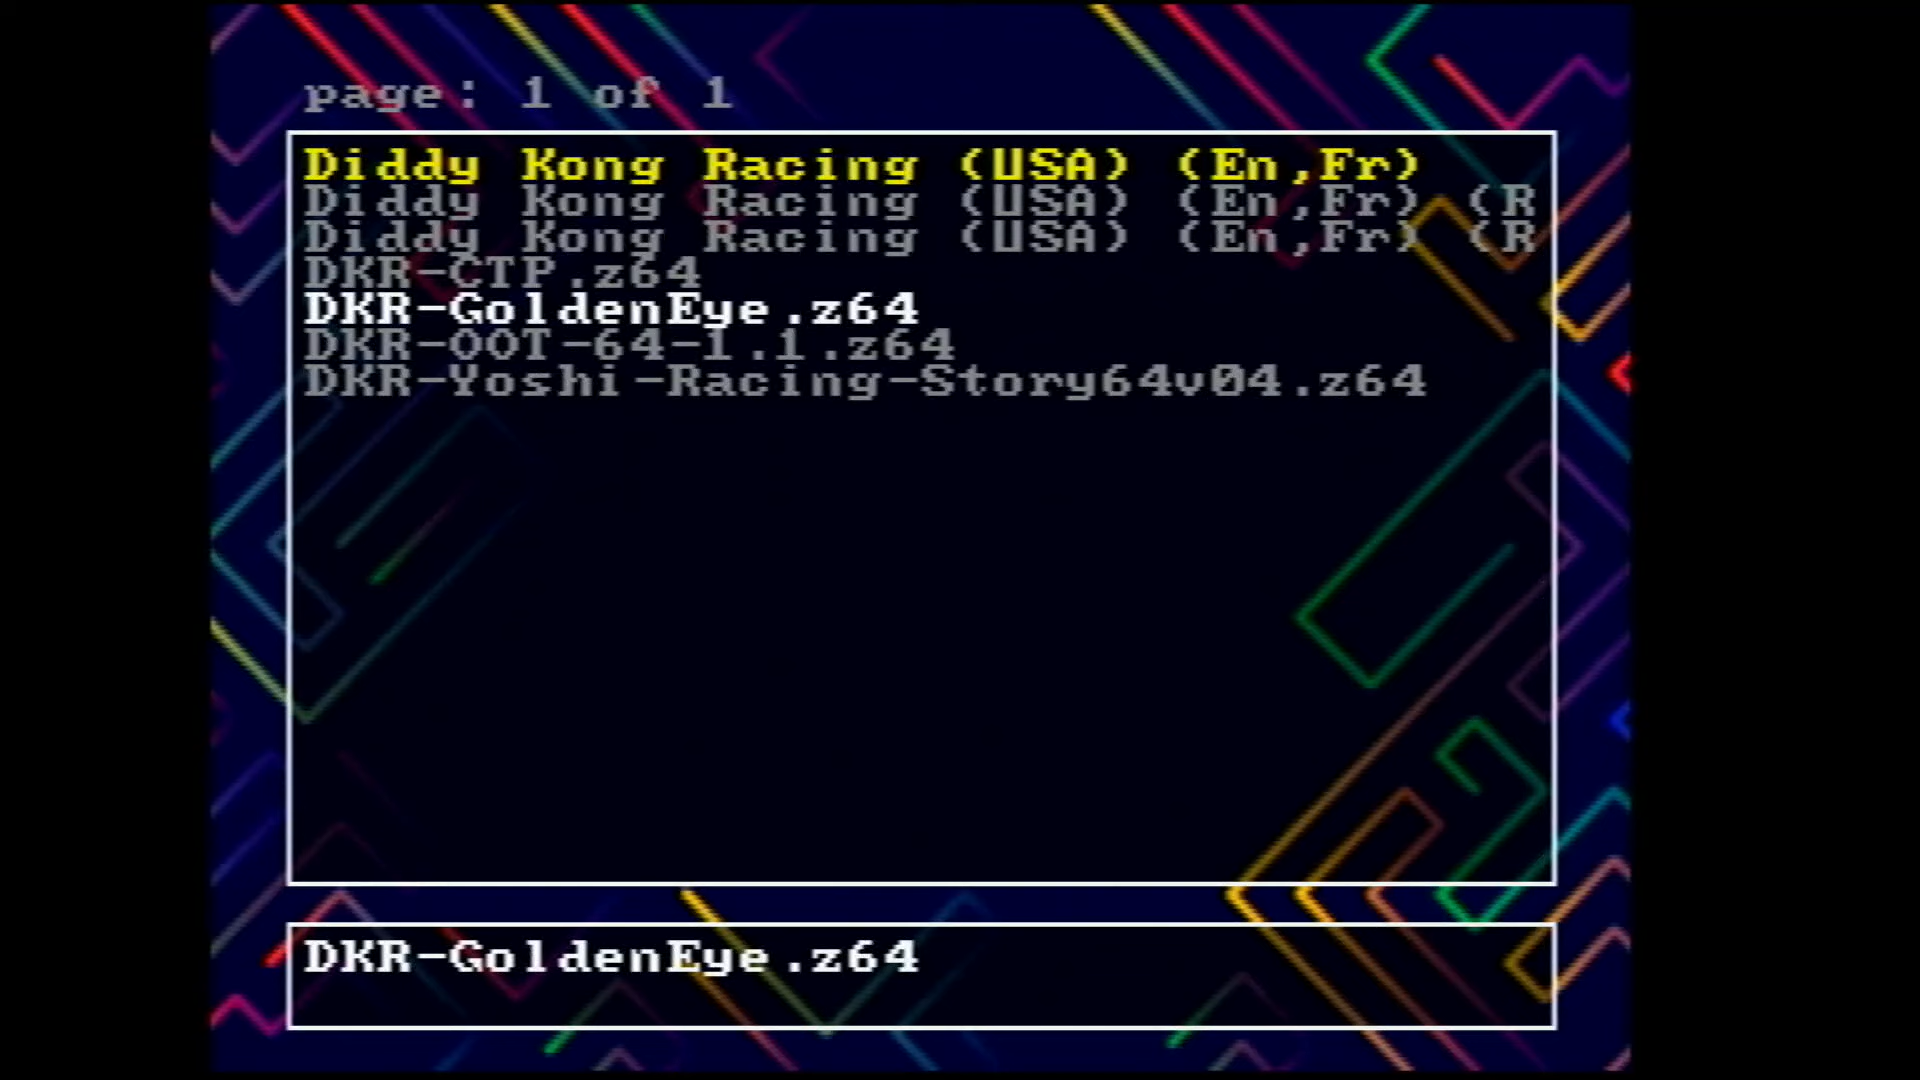 page: 1 of 1
Diddy Kong Racing (USA) (En,Fr)
Diddy Kong Racing (USA) (En,Fr) (R
Diddy Kong Racing (USA) (En,Fr) (R
DKR-CTP.z64
DKR-GoldenEye.z64
DKR-OOT-64-1.1.z64
DKR-Yoshi-Racing-Story64v04.z64
DKR-GoldenEye.z64